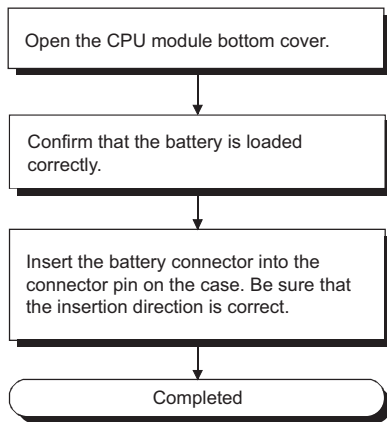 Open the CPU module bottom cover.
Confirm that the battery is loaded
correctly.
Insert the battery connector into the
connector pin on the case. Be sure that
the insertion direction is correct.
Completed